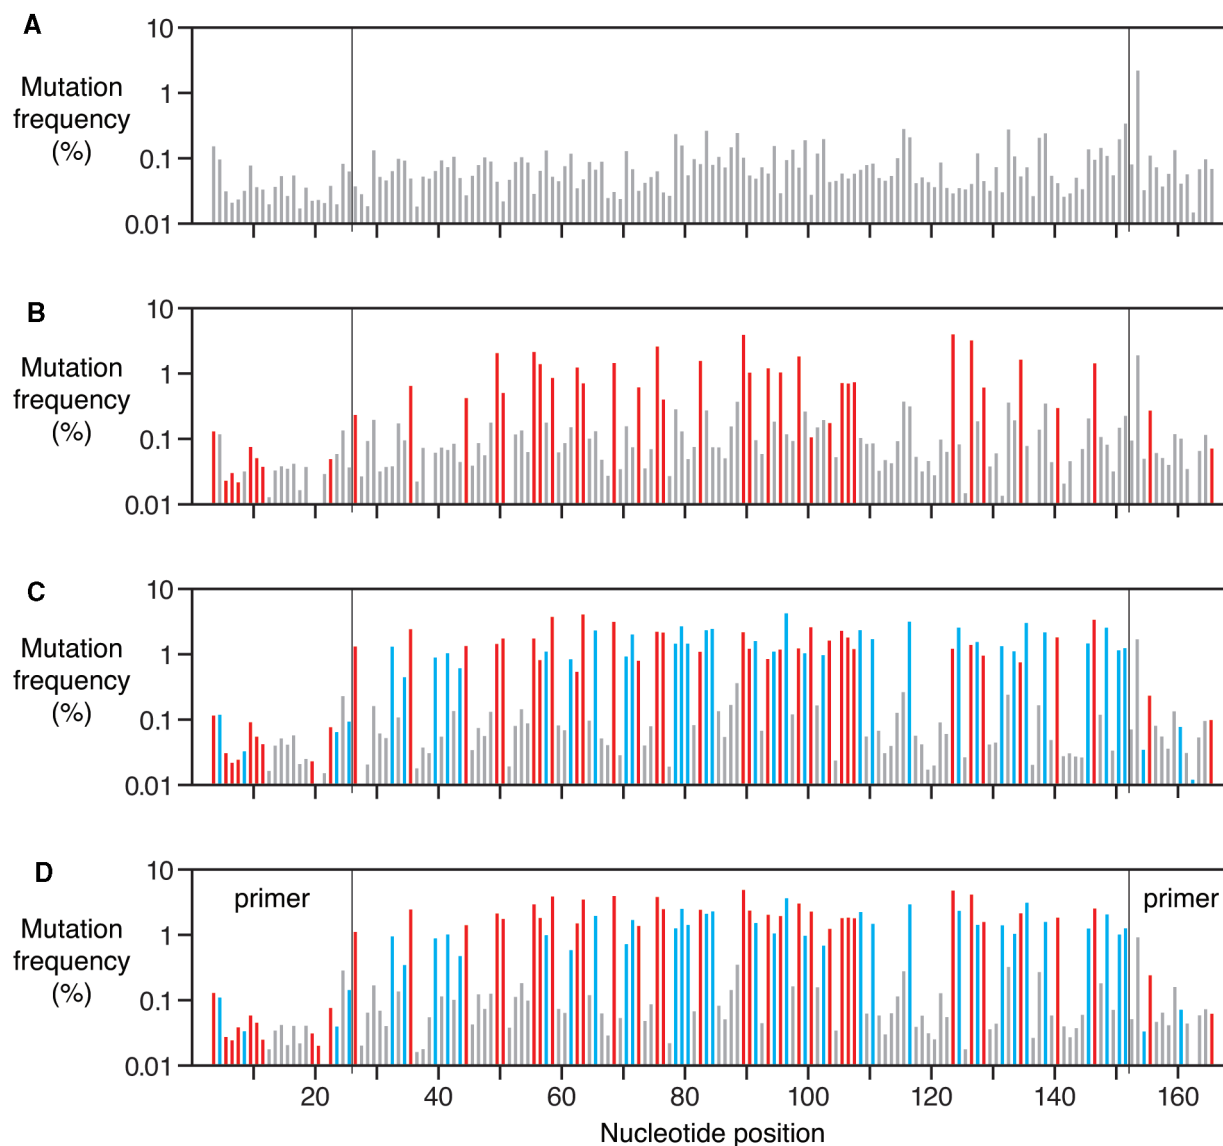 A
10
Mutation
frequency
(%)
1
0.1
0.01
B
10
Mutation
frequency
(%)
1
0.1
0.01
C
10
Mutation
frequency
(%)
1
0.1
0.01
D
10
primer
primer
Mutation
frequency
(%)
1
0.1
0.01
20 40 60 80 100 120 140 160
Nucleotide position